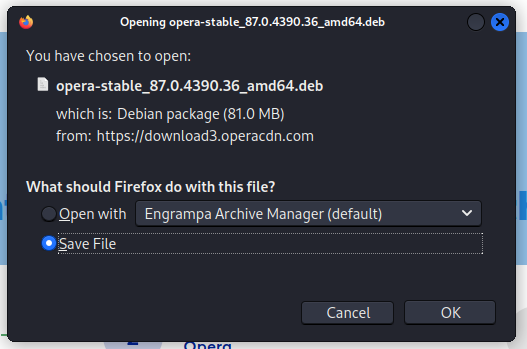 Opening opera-stable_87.0.4390.36_amd64.deb
You have chosen to open:
opera-stable_87.0.4390.36_amd64.deb
which is: Debian package (81.0 MB)
from: https://download3.operacdn.com
What should Firefox do with this file?
Open with Engrampa Archive Manager (default)
Save File
Cancel OK
Opera